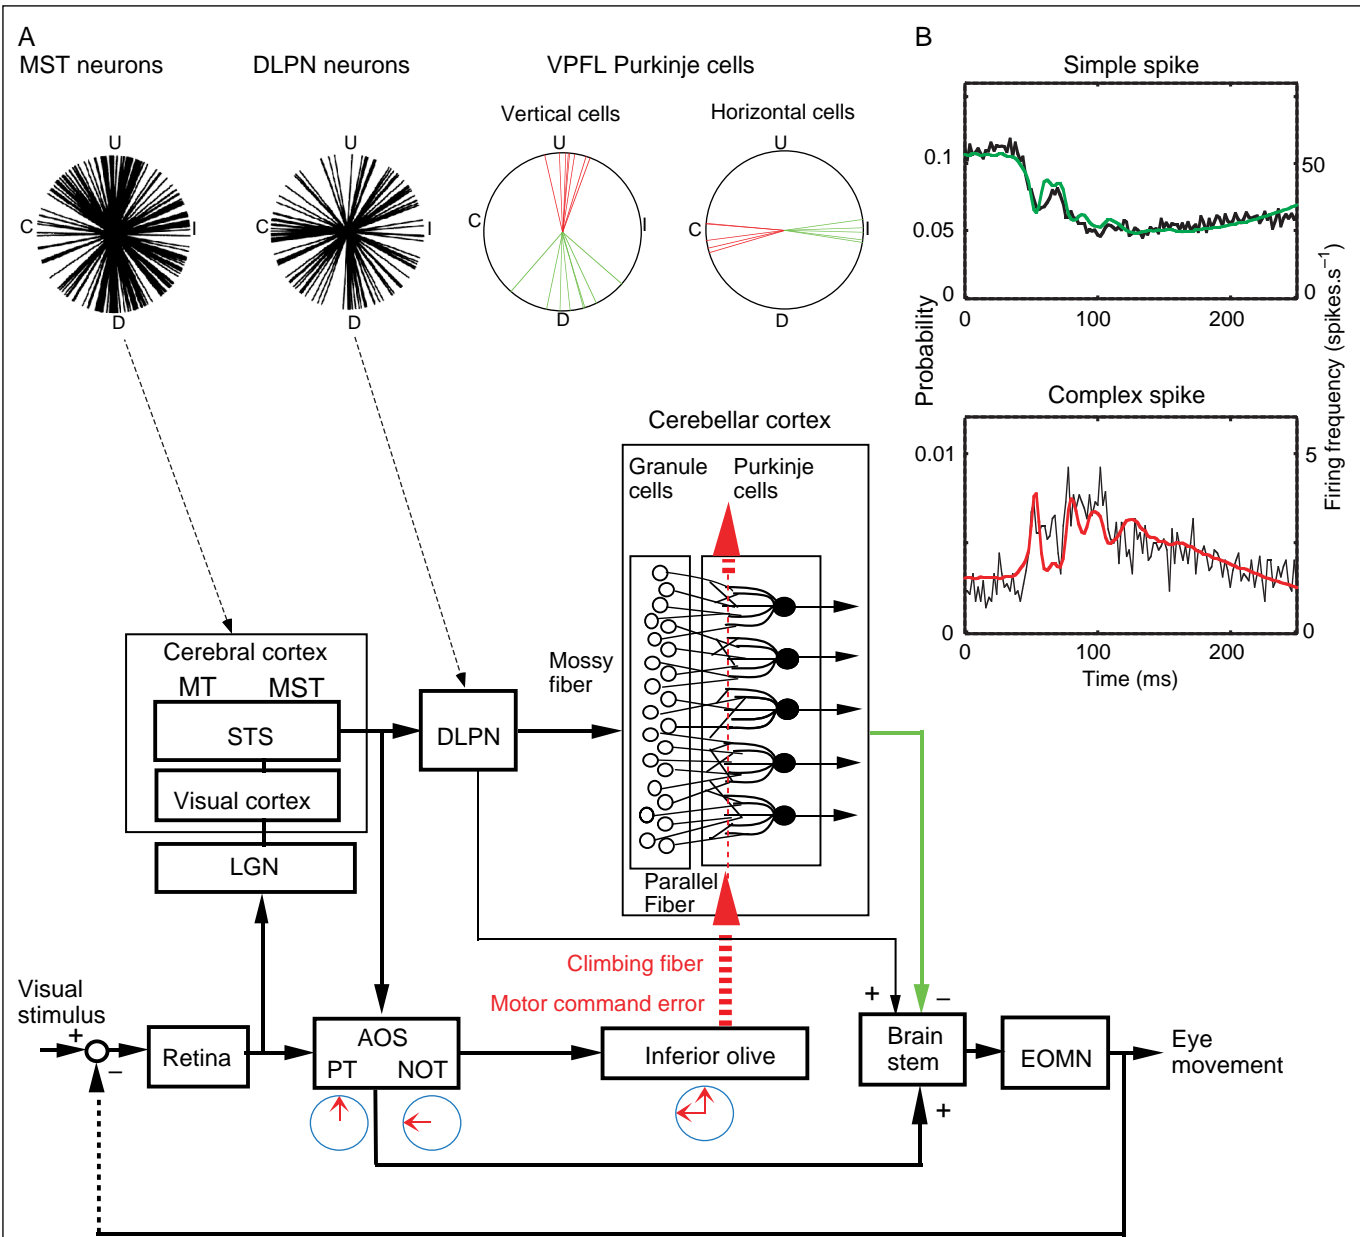 A
MST neurons
DLPN neurons
VPFL Purkinje cells
Vertical cells
Horizontal cells
U
C
I
D
U
C
I
D
U
C
I
D
U
C
I
D
B
Simple spike
0.1
0.05
0
50
0
0
100
200
Complex spike
0.01
0
5
0
0
100
200
Time (ms)
Probability
Firing frequency (spikes.s−1)
Cerebellar cortex
Granule
cells
Purkinje
cells
Parallel
Fiber
Cerebral cortex
MT
MST
STS
Visual cortex
LGN
DLPN
Mossy
fiber
Climbing fiber
Motor command error
Visual
stimulus
+
−
Retina
AOS
PT
NOT
Inferior olive
+
−
Brain
stem
+
EOMN
Eye
movement